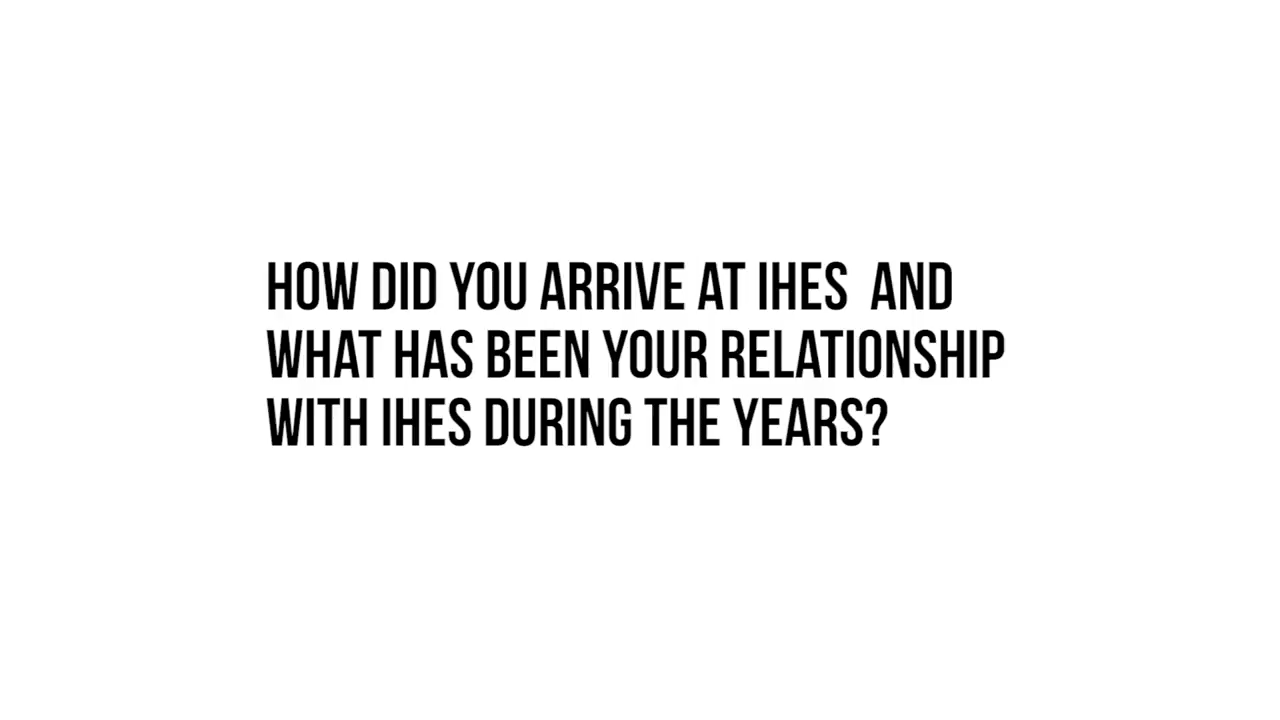 HOW DID YOU ARRIVE AT IHES  AND
WHAT HAS BEEN YOUR RELATIONSHIP
WITH IHES DURING THE YEARS?